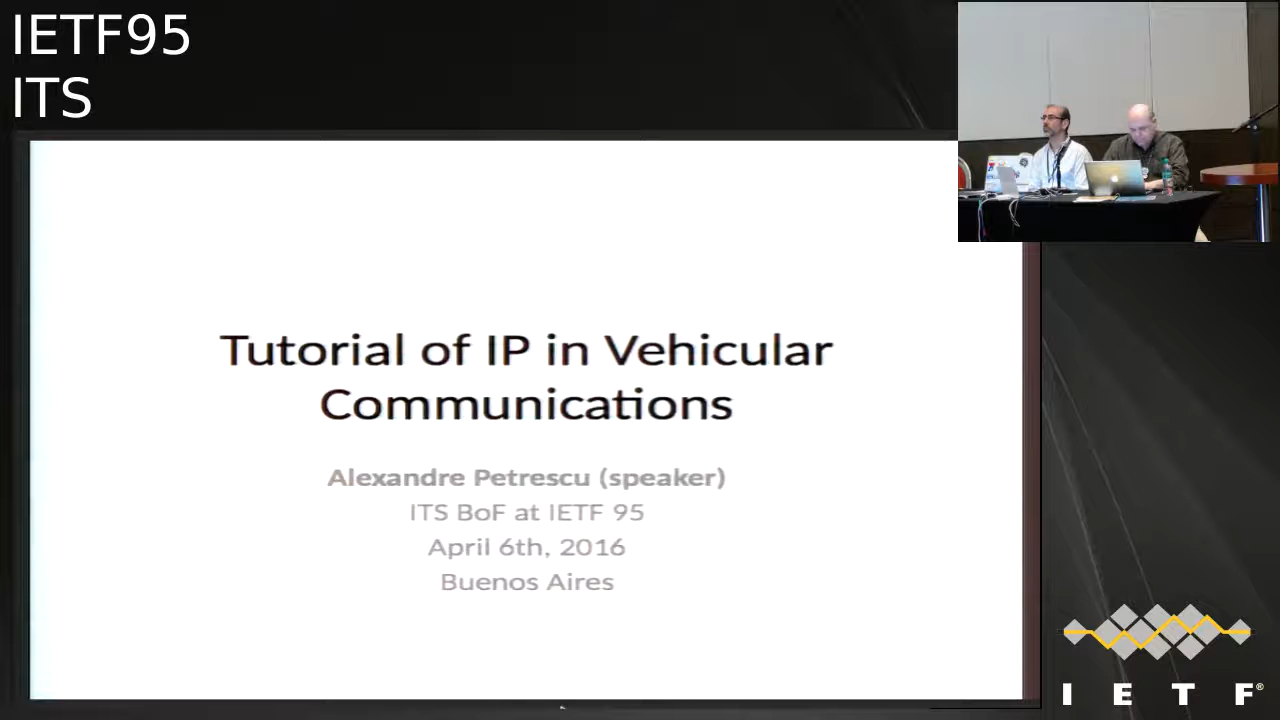 IETF95
ITS
Tutorial of IP in Vehicular
Communications
Alexandre Petrescu (speaker)
ITS BoF at IETF 95
April 6th, 2016
Buenos Aires
I E T F®